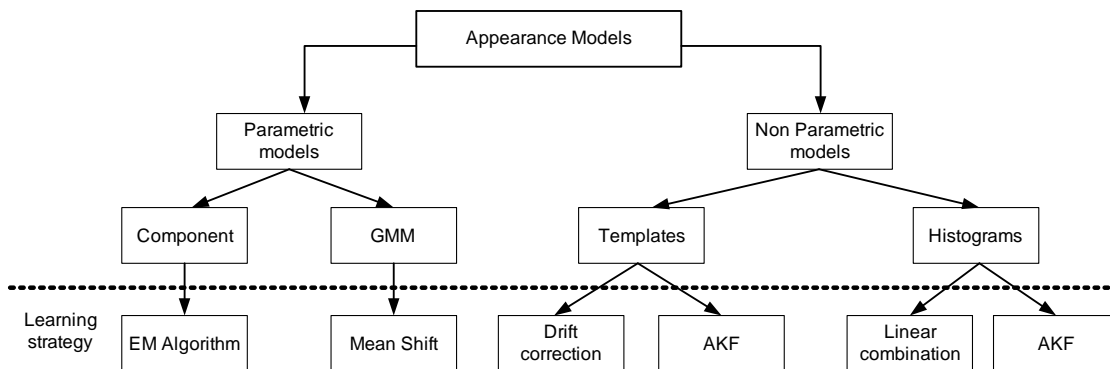 Appearance Models
Parametric
models
Non Parametric
models
Component
GMM
Templates
Histograms
Learning
strategy
EM Algorithm
Mean Shift
Drift
correction
AKF
Linear
combination
AKF